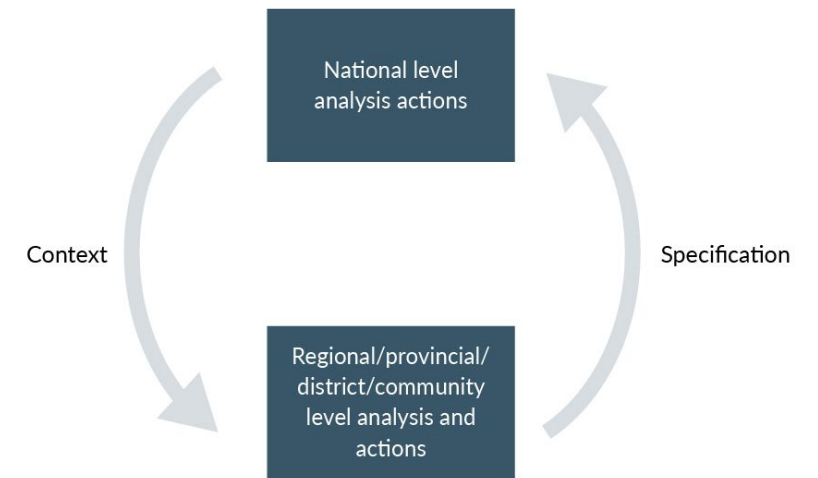 National level
analysis actions
Context
Specification
Regional/provincial/
district/community
level analysis and
actions